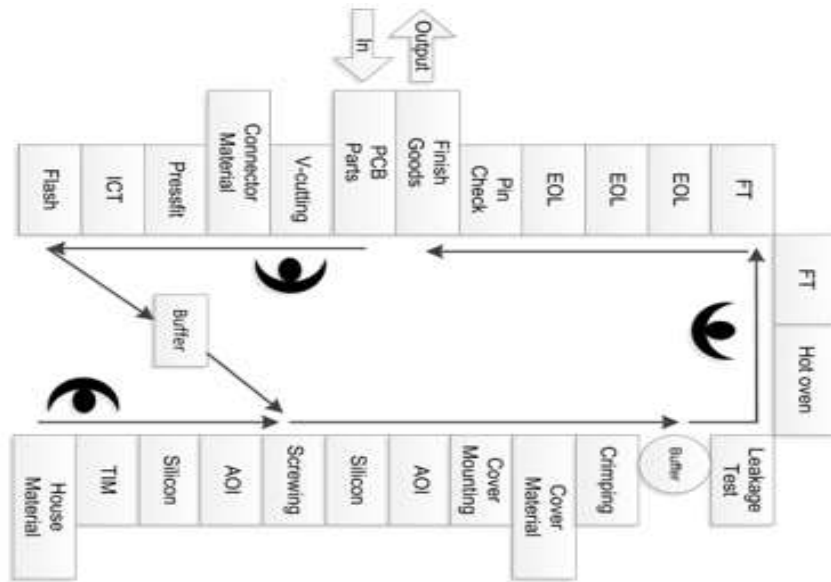 In
Output
Flash
ICT
Pressfit
Connector
Material
V-cutting
PCB
Parts
Finish
Goods
Pin
Check
EOL
EOL
EOL
FT
FT
Hot oven
Buffer
House
Material
TIM
Silicon
AOI
Screwing
Silicon
AOI
Cover
Mounting
Cover
Material
Crimping
Buffer
Leakage
Test